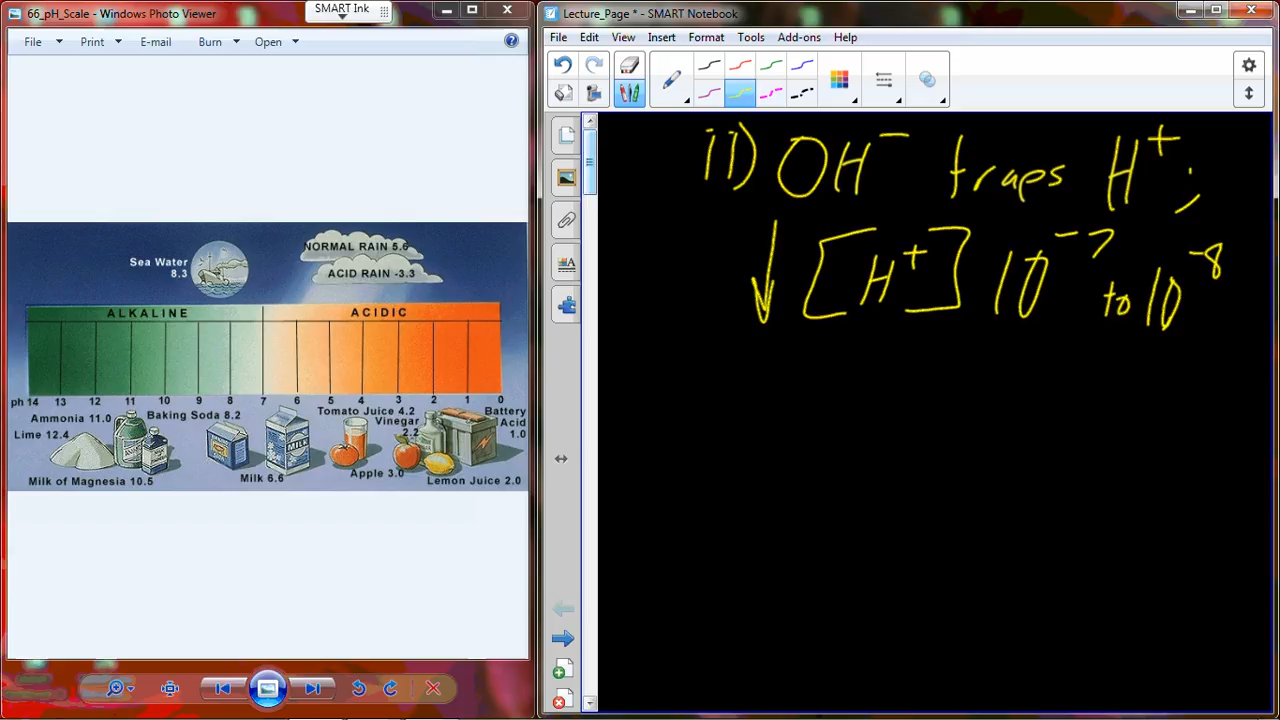 66_pH_Scale - Windows Photo Viewer
SMART Ink
File Print E-mail Burn Open
NORMAL RAIN 5.6
ACID RAIN -3.3
Sea Water
8.3
ALKALINE ACIDIC
ph 14 13 12 11 10 9 8 7 6 5 4 3 2 1 0
Ammonia 11.0
Baking Soda 8.2
Tomato Juice 4.2
Vinegar
2.2
Battery
Acid
1.0
Lime 12.4
MILK
Milk of Magnesia 10.5
Milk 6.6
Apple 3.0
Lemon Juice 2.0
Lecture_Page * - SMART Notebook
File Edit View Insert Format Tools Add-ons Help
ii) OH⁻ traps H⁺;
↓ [H⁺] 10⁻⁷ to 10⁻⁸